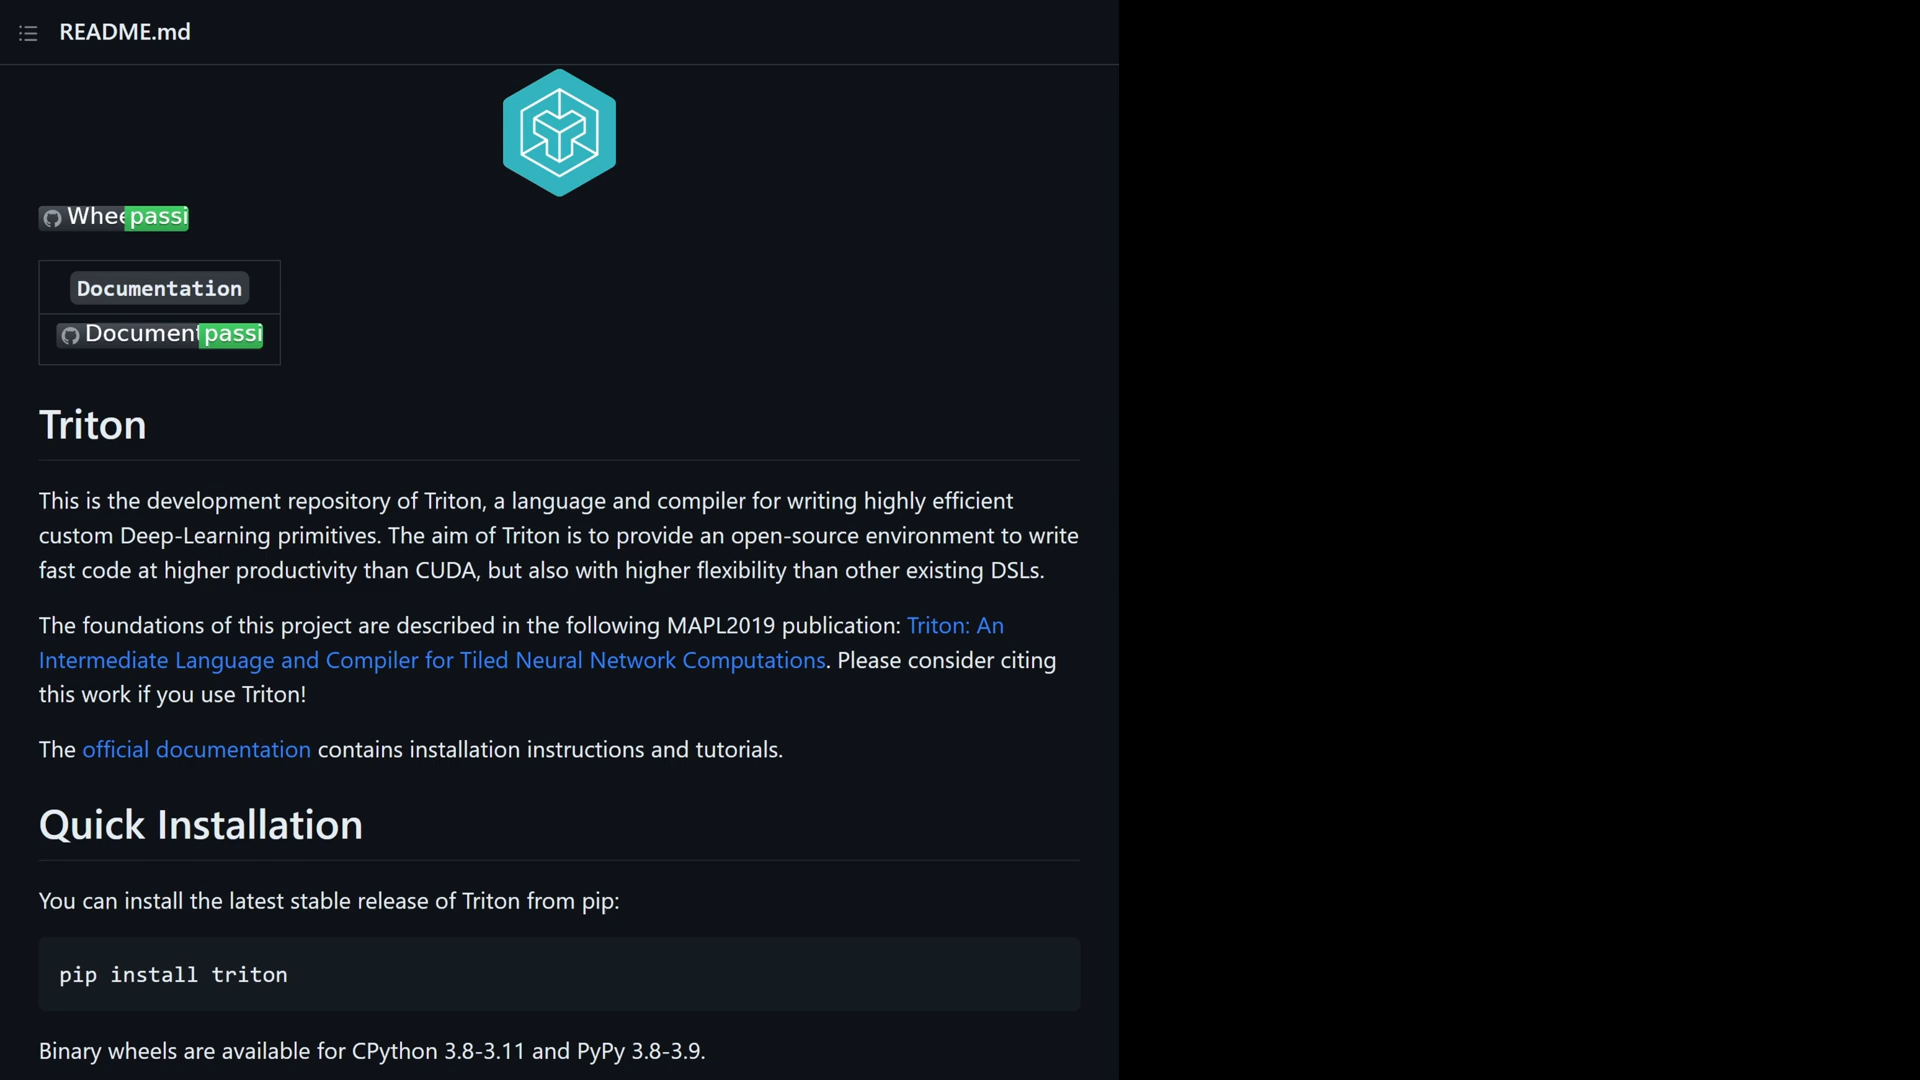 README.md
Whee passi
Documentation
Document passi
Triton
This is the development repository of Triton, a language and compiler for writing highly efficient
custom Deep-Learning primitives. The aim of Triton is to provide an open-source environment to write
fast code at higher productivity than CUDA, but also with higher flexibility than other existing DSLs.
The foundations of this project are described in the following MAPL2019 publication: Triton: An
Intermediate Language and Compiler for Tiled Neural Network Computations. Please consider citing
this work if you use Triton!
The official documentation contains installation instructions and tutorials.
Quick Installation
You can install the latest stable release of Triton from pip:
pip install triton
Binary wheels are available for CPython 3.8-3.11 and PyPy 3.8-3.9.